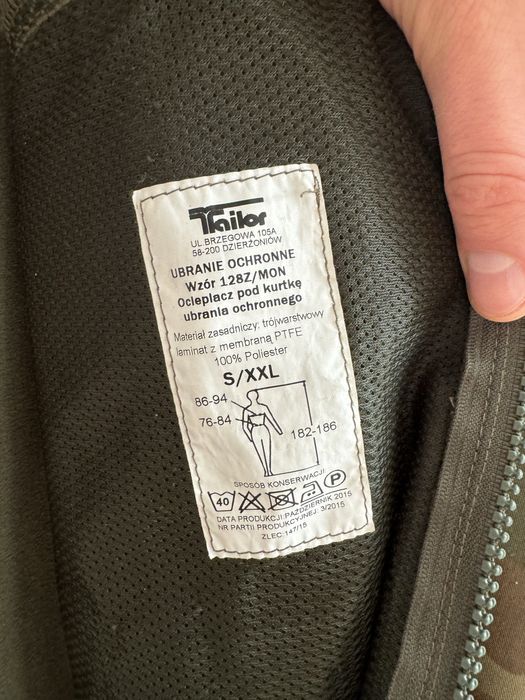 Tailor
UL.BRZEGOWA 105A
58-200 DZIERŻONIÓW
UBRANIE OCHRONNE
Wzór 128Z/MON
Ocieplacz pod kurtkę
ubrania ochronnego
Materiał zasadniczy: trójwarstwowy
laminat z membraną PTFE
100% Poliester
S/XXL
86-94
76-84
182-186
SPOSÓB KONSERWACJI
40
P
DATA PRODUKCJI:PAŹDZIERNIK 2015
NR PARTII PRODUKCYJNEJ: 3/2015
ZLEC:147/15